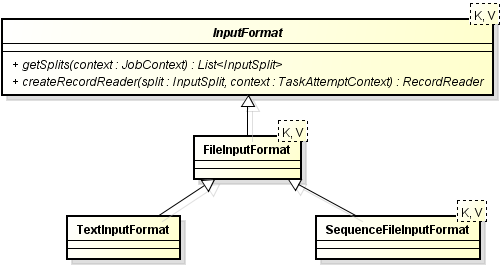 K, V
InputFormat
+ getSplits(context : JobContext) : List<InputSplit>
+ createRecordReader(split : InputSplit, context : TaskAttemptContext) : RecordReader
K, V
FileInputFormat
TextInputFormat
K, V
SequenceFileInputFormat